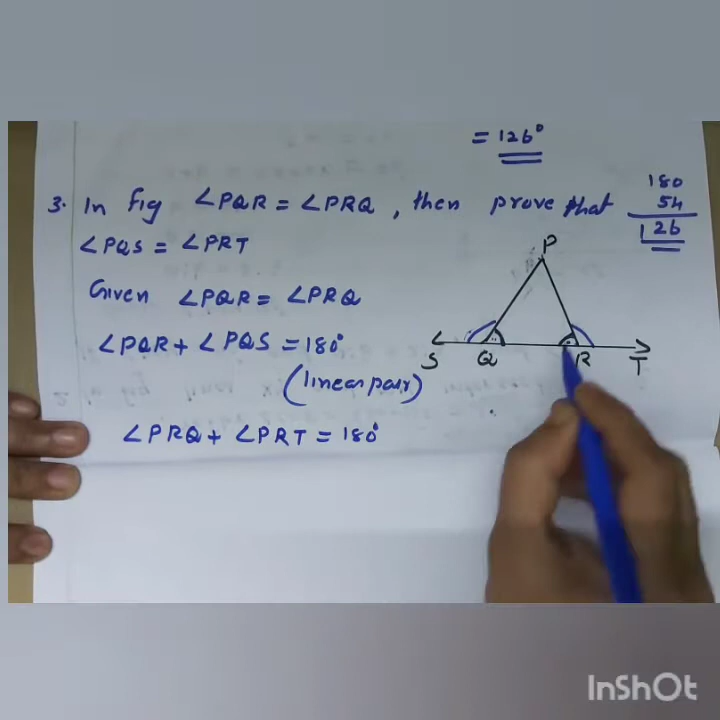 = 126°
3. In fig ∠PQR = ∠PRQ, then prove that
∠PQS = ∠PRT
180
54
126
Given ∠PQR = ∠PRQ
∠PQR + ∠PQS = 180°
(linear pair)
∠PRQ + ∠PRT = 180°
P
S Q R T
InShOt